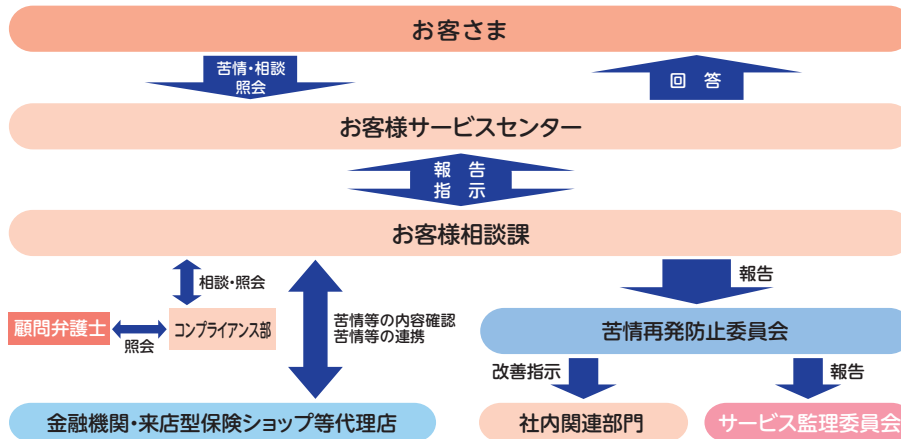 お客さま
苦情・相談
照会
回答
お客様サービスセンター
報告
指示
お客様相談課
相談・照会
報告
顧問弁護士
照会
コンプライアンス部
苦情等の内容確認
苦情等の連携
苦情再発防止委員会
改善指示
報告
金融機関・来店型保険ショップ等代理店
社内関連部門
サービス監理委員会